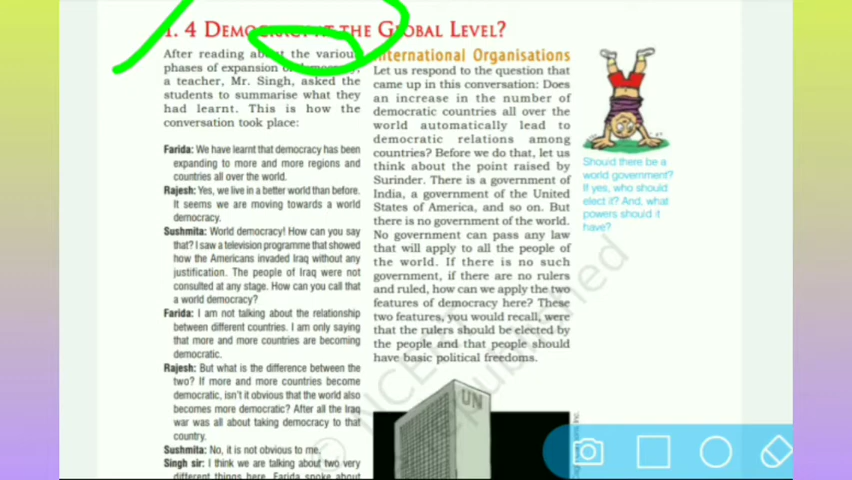 1. 4 DEMOCRACY AT THE GLOBAL LEVEL?
After reading about the various
phases of expansion of democracy,
a teacher, Mr. Singh, asked the
students to summarise what they
had learnt. This is how the
conversation took place:
Farida: We have learnt that democracy has been
expanding to more and more regions and
countries all over the world.
Rajesh: Yes, we live in a better world than before.
It seems we are moving towards a world
democracy.
Sushmita: World democracy! How can you say
that? I saw a television programme that showed
how the Americans invaded Iraq without any
justification. The people of Iraq were not
consulted at any stage. How can you call that
a world democracy?
Farida: I am not talking about the relationship
between different countries. I am only saying
that more and more countries are becoming
democratic.
Rajesh: But what is the difference between the
two? If more and more countries become
democratic, isn't it obvious that the world also
becomes more democratic? After all the Iraq
war was all about taking democracy to that
country.
Sushmita: No, it is not obvious to me.
Singh sir: I think we are talking about two very
different things here. Farida spoke about
International Organisations
Let us respond to the question that
came up in this conversation: Does
an increase in the number of
democratic countries all over the
world automatically lead to
democratic relations among
countries? Before we do that, let us
think about the point raised by
Surinder. There is a government of
India, a government of the United
States of America, and so on. But
there is no government of the world.
No government can pass any law
that will apply to all the people of
the world. If there is no such
government, if there are no rulers
and ruled, how can we apply the two
features of democracy here? These
two features, you would recall, were
that the rulers should be elected by
the people and that people should
have basic political freedoms.
Should there be a
world government?
If yes, who should
elect it? And, what
powers should it
have?
UN
© NCERT
republished